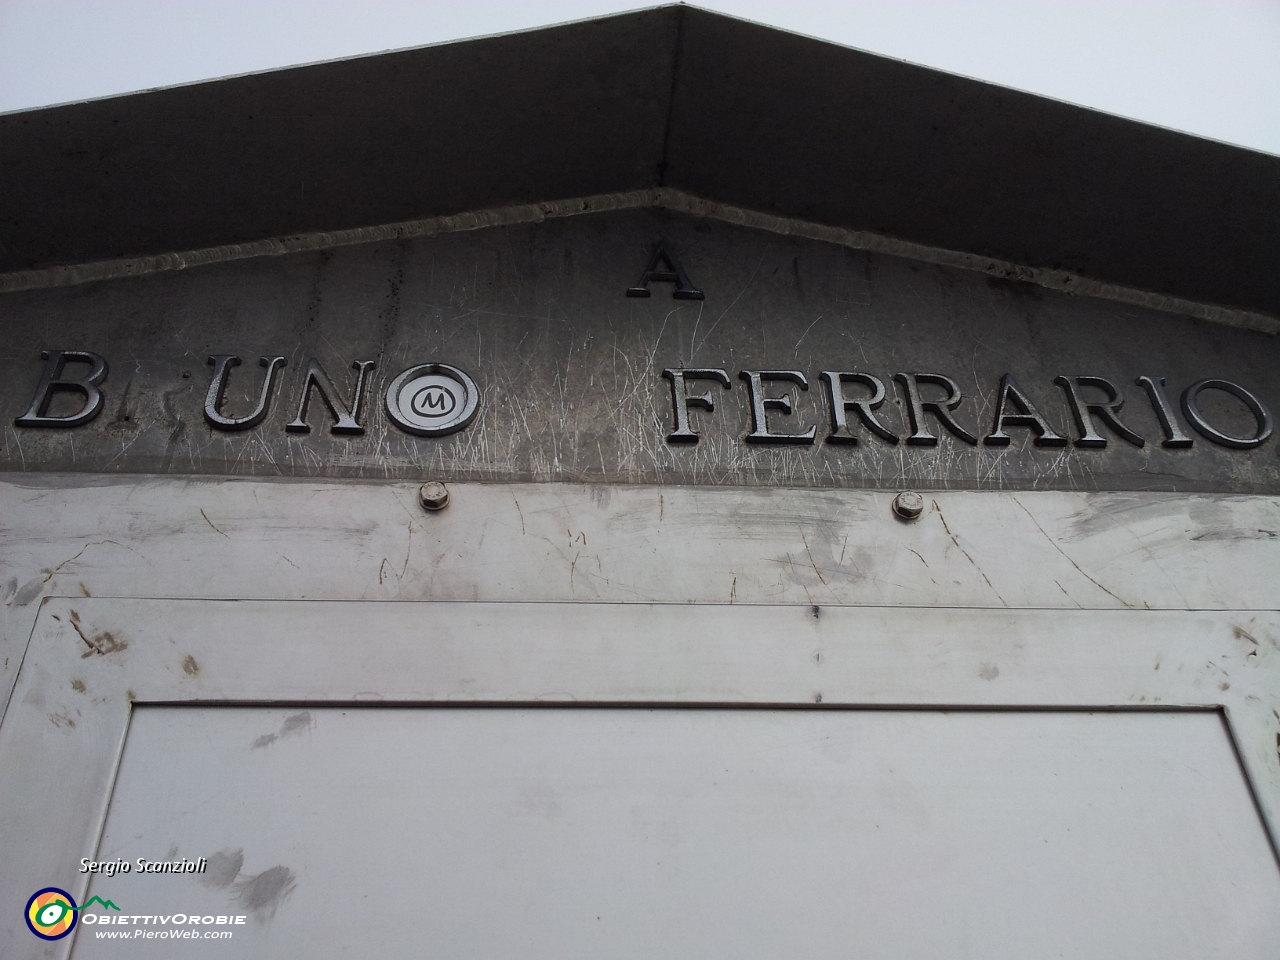 A
B UNO FERRARIO
M
Sergio Scanzioli
OBIETTIVOROBIE
www.PieroWeb.com